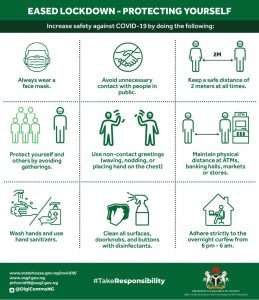 EASED LOCKDOWN - PROTECTING YOURSELF
Increase safety against COVID-19 by doing the following:
Always wear a
face mask.
Avoid unnecessary
contact with people in
public.
2M
Keep a safe distance of
2 meters at all times.
Protect yourself and
others by avoiding
gatherings.
Use non-contact greetings
(waving, nodding, or
placing hand on the chest)
Maintain physical
distance at ATMs,
banking halls, markets
or stores.
Wash hands and use
hand sanitizers.
Clean all surfaces,
doorknobs, and buttons
with disinfectants.
Adhere strictly to the
overnight curfew from
8 pm - 6 am.
www.statehouse.gov.ng/covid19/
www.osgf.gov.ng
ptfcovid19@osgf.gov.ng
@DigiCommsNG
#TakeResponsibility